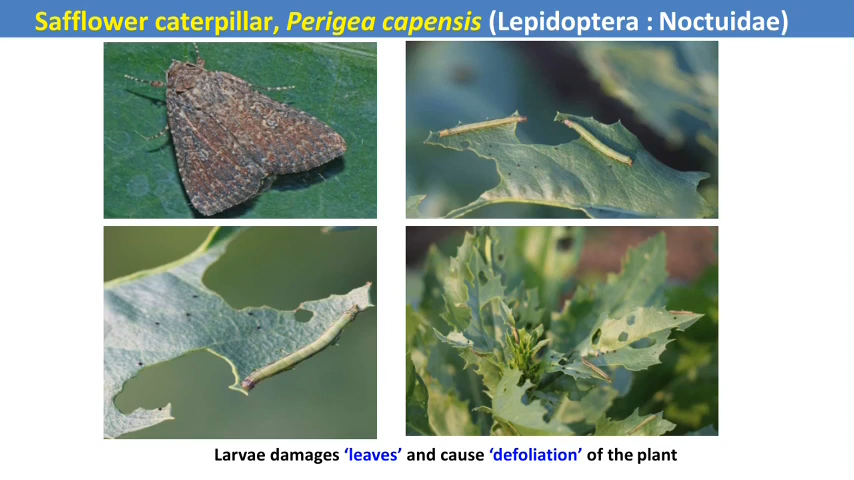 Safflower caterpillar, Perigea capensis (Lepidoptera : Noctuidae)
Larvae damages ‘leaves’ and cause ‘defoliation’ of the plant